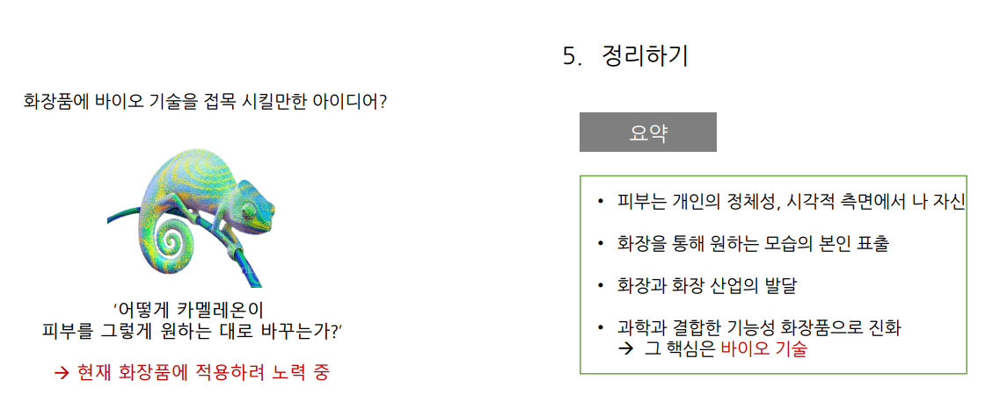 화장품에 바이오 기술을 접목 시킬만한 아이디어?
'어떻게 카멜레온이
피부를 그렇게 원하는 대로 바꾸는가?'
→ 현재 화장품에 적용하려 노력 중
5. 정리하기
요약
• 피부는 개인의 정체성, 시각적 측면에서 나 자신
• 화장을 통해 원하는 모습의 본인 표출
• 화장과 화장 산업의 발달
• 과학과 결합한 기능성 화장품으로 진화
→ 그 핵심은 바이오 기술